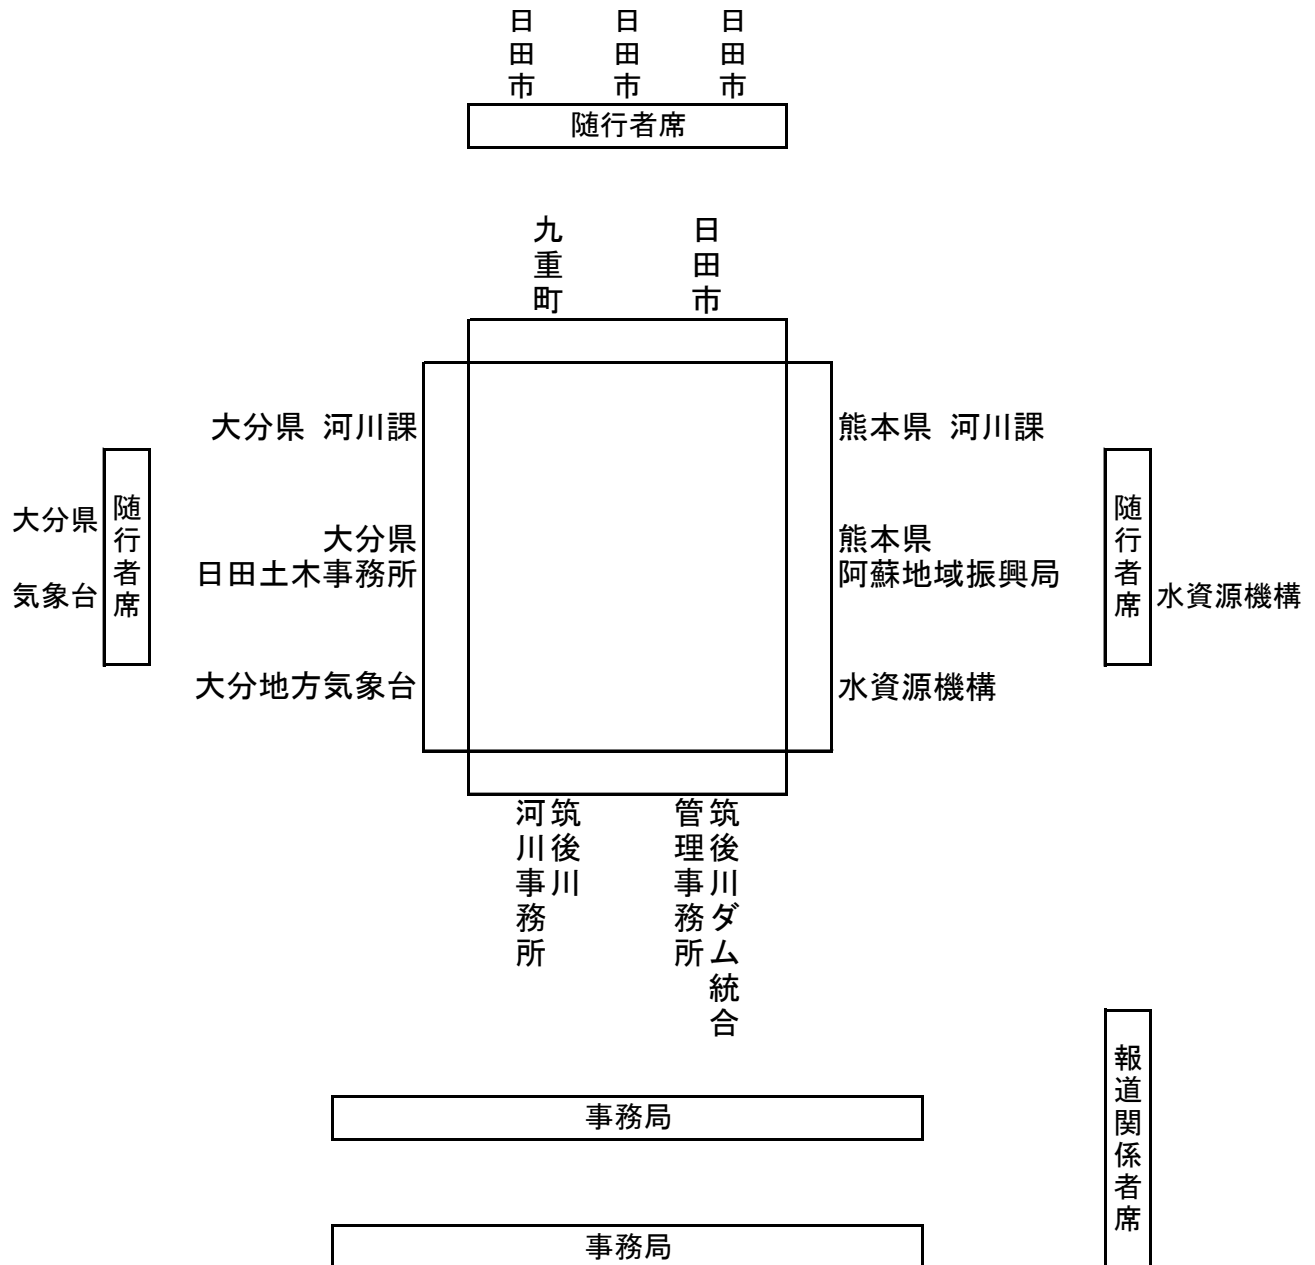 日田市
日田市
日田市
随行者席
九重町
日田市
大分県 河川課
熊本県 河川課
大分県
日田土木事務所
熊本県
阿蘇地域振興局
大分県
気象台
随行者席
随行者席
水資源機構
大分地方気象台
水資源機構
筑後川
河川事務所
筑後川ダム統合
管理事務所
事務局
報道関係者席
事務局